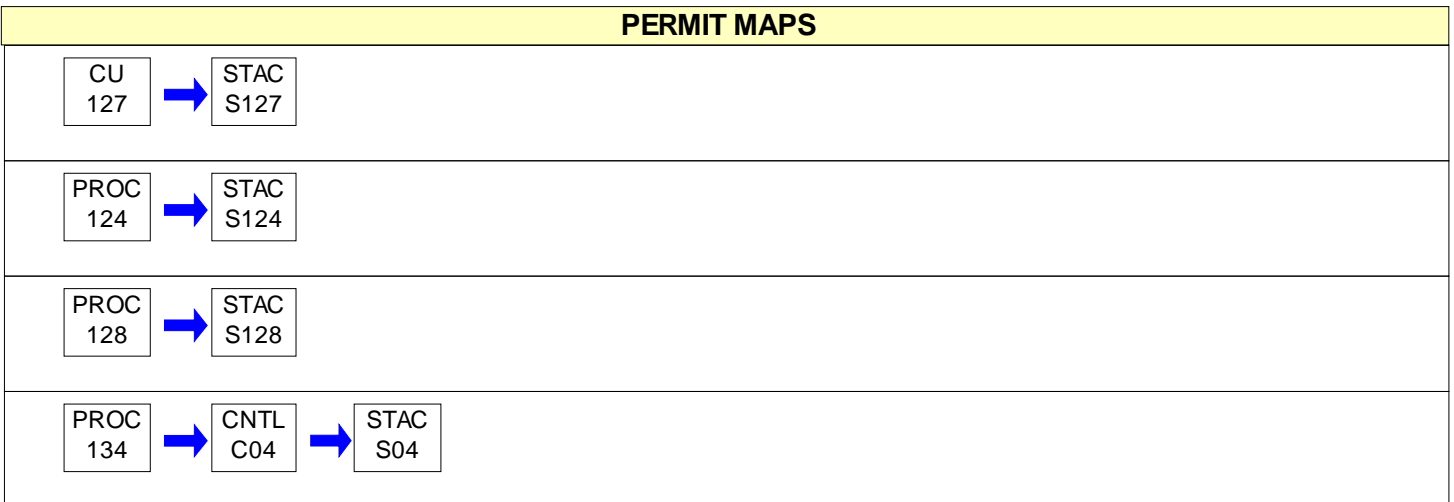 PERMIT MAPS
CU
127
STAC
S127
PROC
124
STAC
S124
PROC
128
STAC
S128
PROC
134
CNTL
C04
STAC
S04